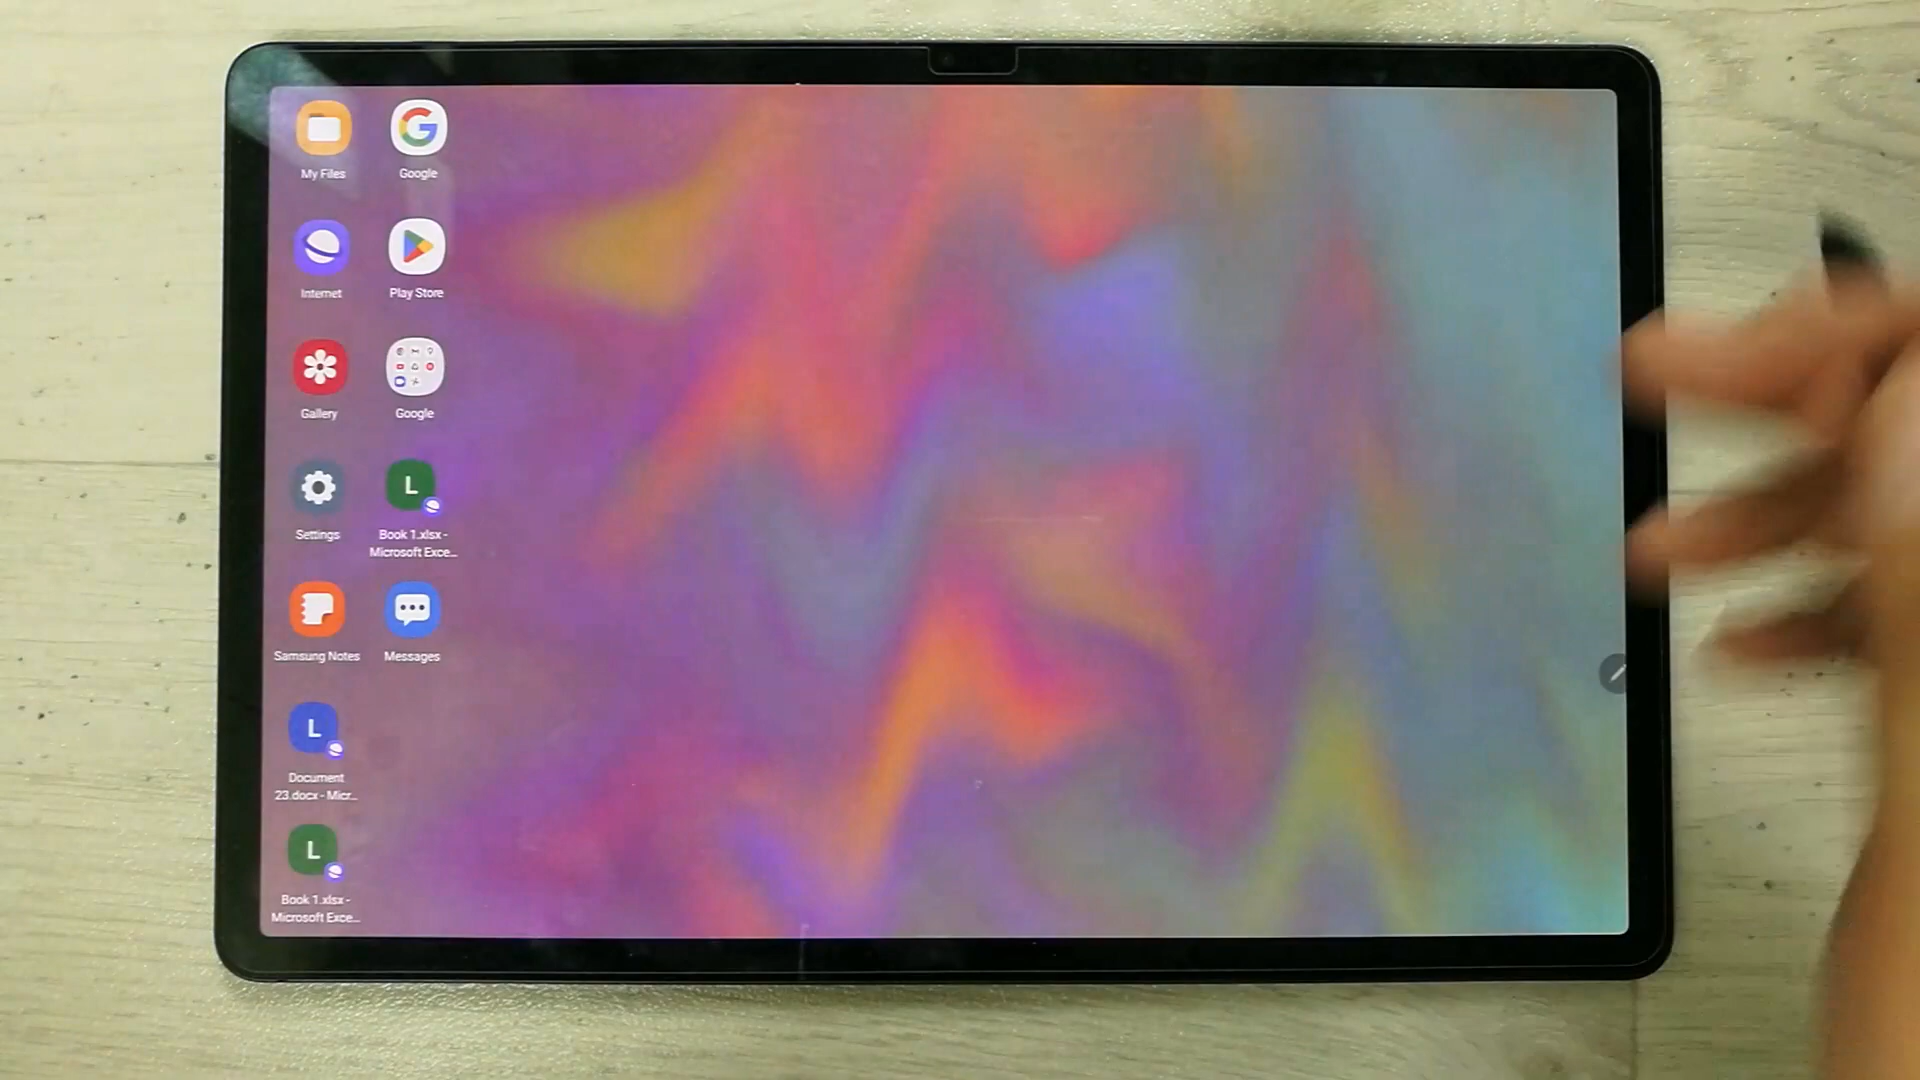 My Files
Google
Internet
Play Store
Gallery
Google
Settings
L
Book 1.xlsx -
Microsoft Exce...
Samsung Notes
Messages
L
Document
23.docx - Micr...
L
Book 1.xlsx -
Microsoft Exce...